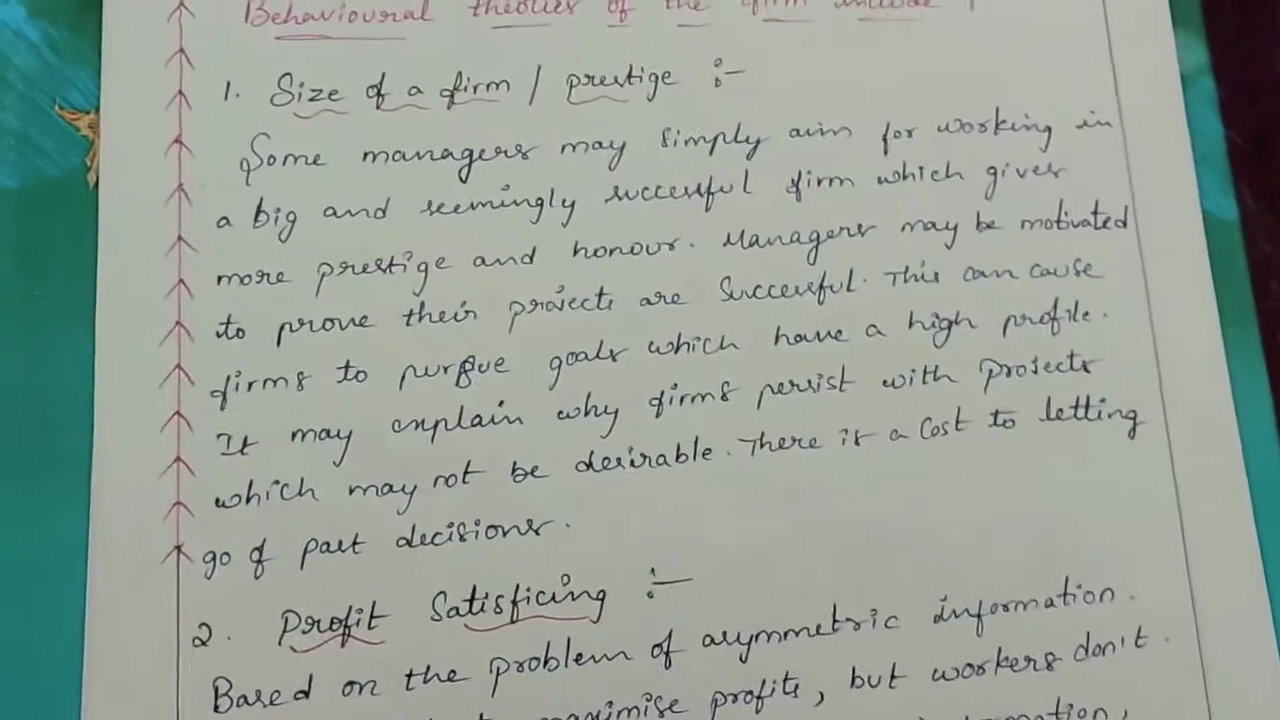 Behavioural theories of the firm include
1. Size of a firm / prestige :-
Some managers may simply aim for working in
a big and seemingly successful firm which gives
more prestige and honour. Managers may be motivated
to prove their projects are successful. This can cause
firms to pursue goals which have a high profile.
It may explain why firms persist with projects
which may not be desirable. There is a cost to letting
go of past decisions.
2. Profit Satisficing :-
Based on the problem of asymmetric information.
maximise profits, but workers don't